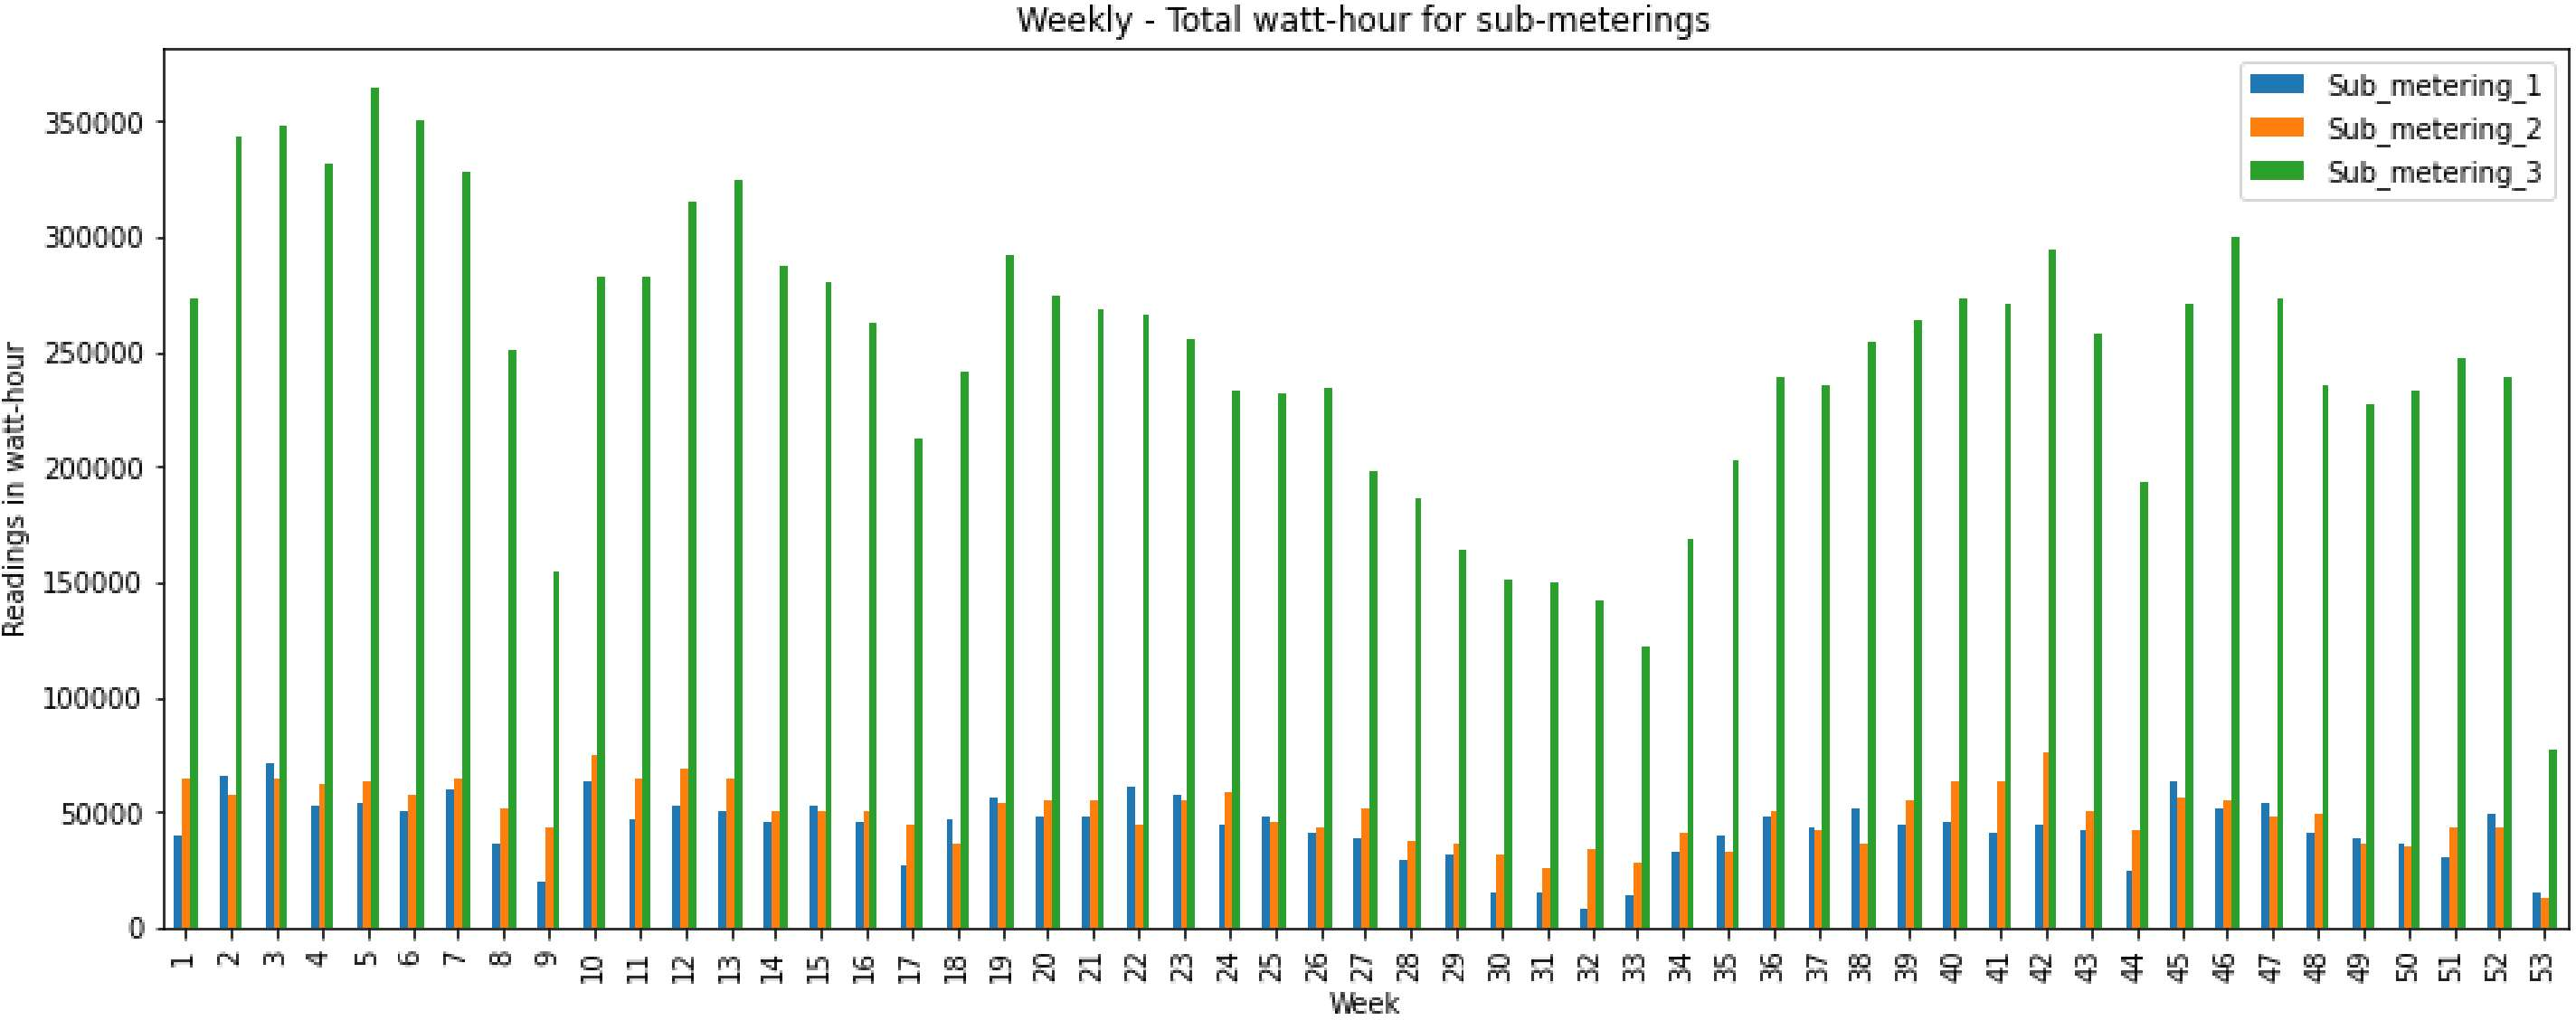 Weekly - Total watt-hour for sub-meterings
Sub_metering_1
Sub_metering_2
Sub_metering_3
Readings in watt-hour
350000
300000
250000
200000
150000
100000
50000
0
1 2 3 4 5 6 7 8 9 10 11 12 13 14 15 16 17 18 19 20 21 22 23 24 25 26 27 28 29 30 31 32 33 34 35 36 37 38 39 40 41 42 43 44 45 46 47 48 49 50 51 52 53
Week